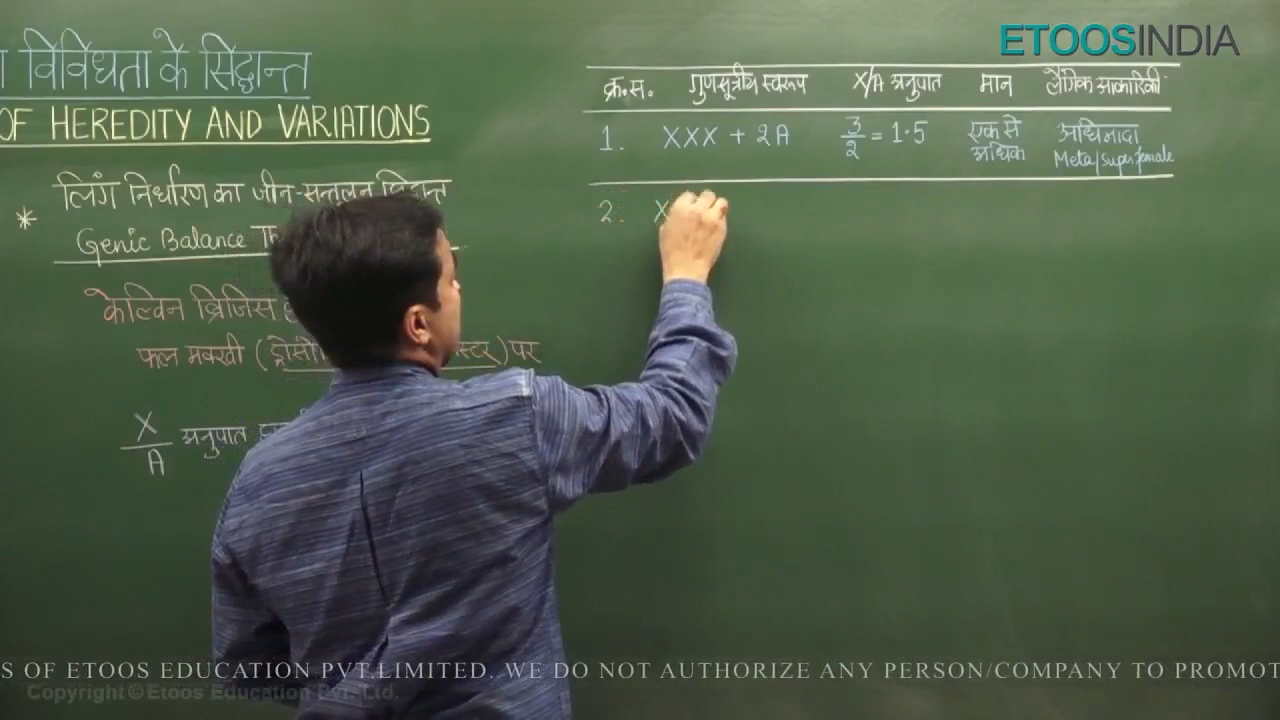 ETOOSINDIA
विविधता के सिद्धान्त
OF HEREDITY AND VARIATIONS
* लिंग निर्धारण का जीन-सन्तुलन सिद्धान्त
Genic Balance
केल्विन ब्रिजिस
फल मक्खी ( पर
X/A अनुपात
क्र.स. गुणसूत्रीय स्वरूप X/A अनुपात मान लैंगिक आकारिकी
1. XXX + 2A 3/2 = 1.5 एक से अधिक अधिमादा Meta/super female
2. X
S OF ETOOS EDUCATION PVT.LIMITED. WE DO NOT AUTHORIZE ANY PERSON/COMPANY TO PROMOT
Copyright © Etoos Education Pvt. Ltd.